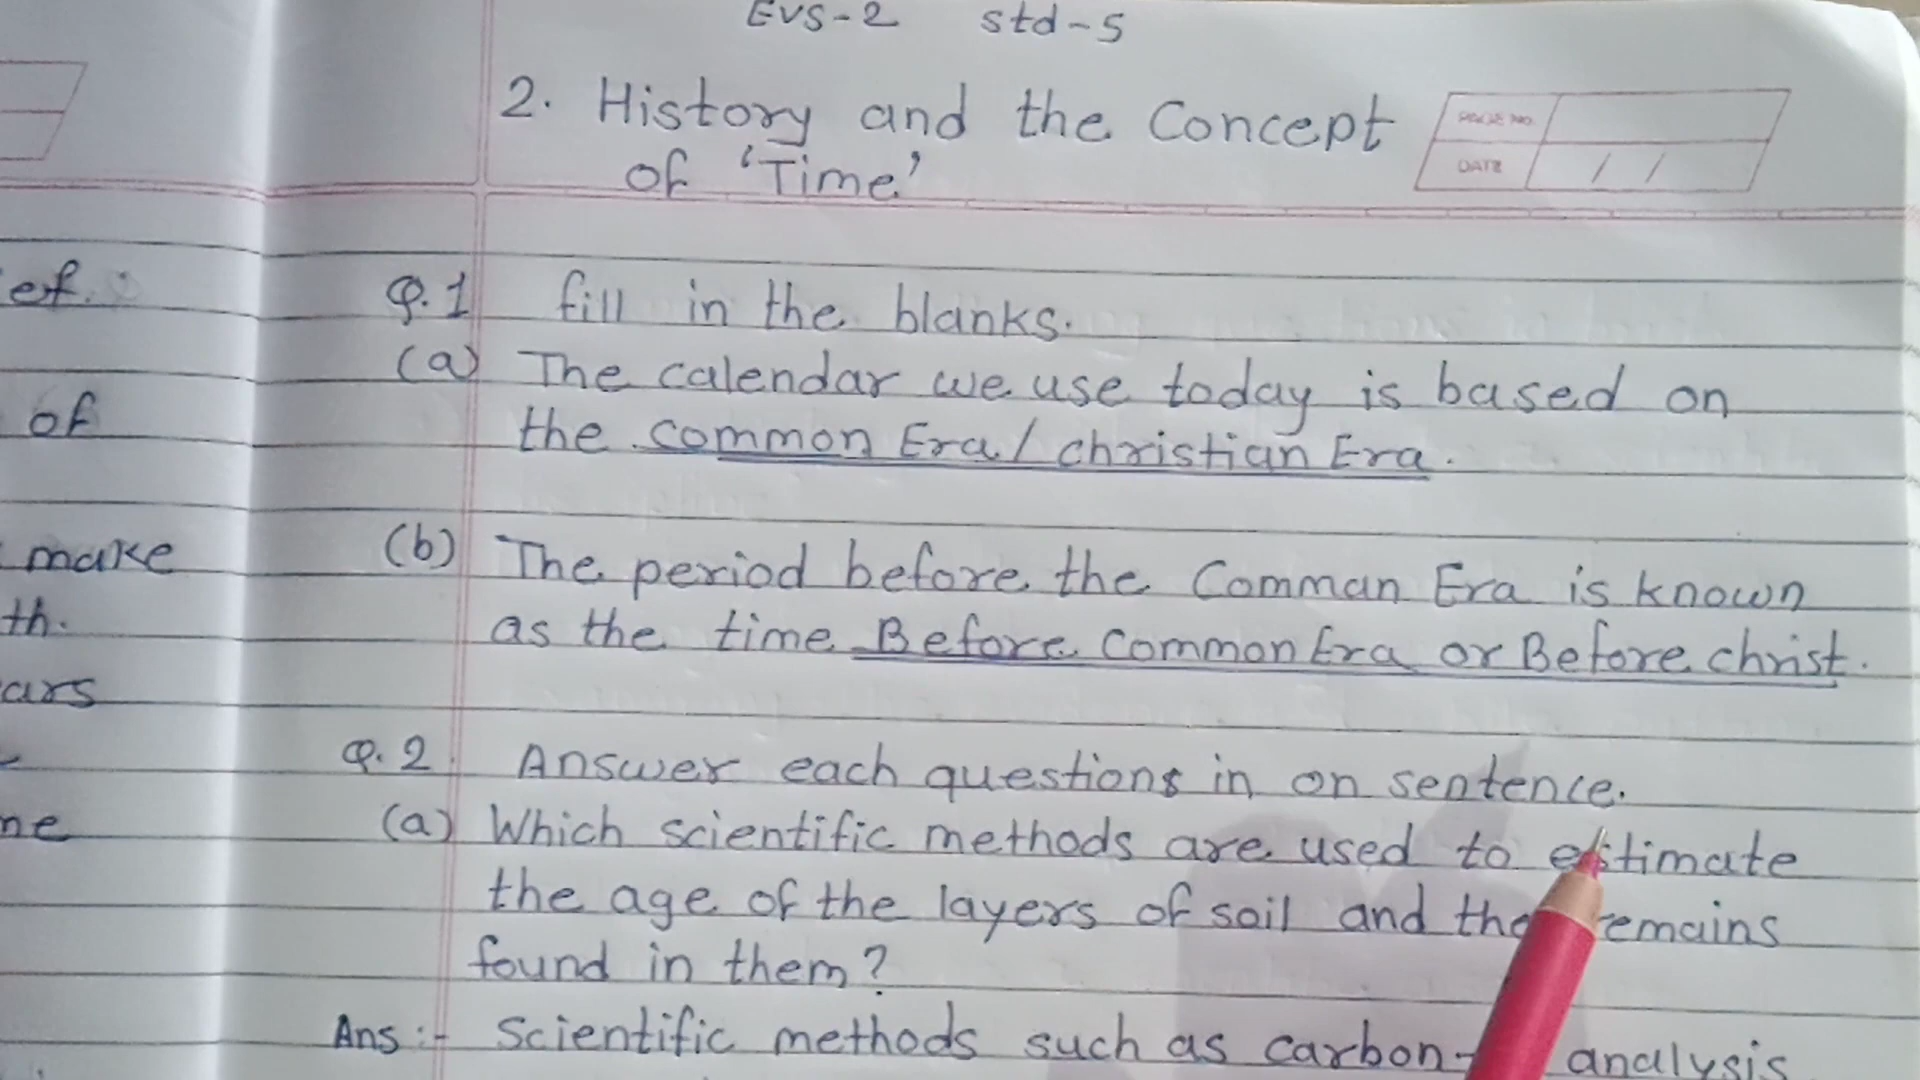 EVS-2 std-5
2. History and the Concept
of 'Time'
PAGE NO.
DATE / /
Q.1 fill in the blanks.
(a) The calendar we use today is based on
the common Era/christian Era.
(b) The period before the Comman Era is known
as the time Before Common Era or Before christ.
Q.2 Answer each questions in on sentence.
(a) Which scientific methods are used to estimate
the age of the layers of soil and the remains
found in them?
Ans:- Scientific methods such as carbon- analysis
ef.
of
make
th.
ars
ne